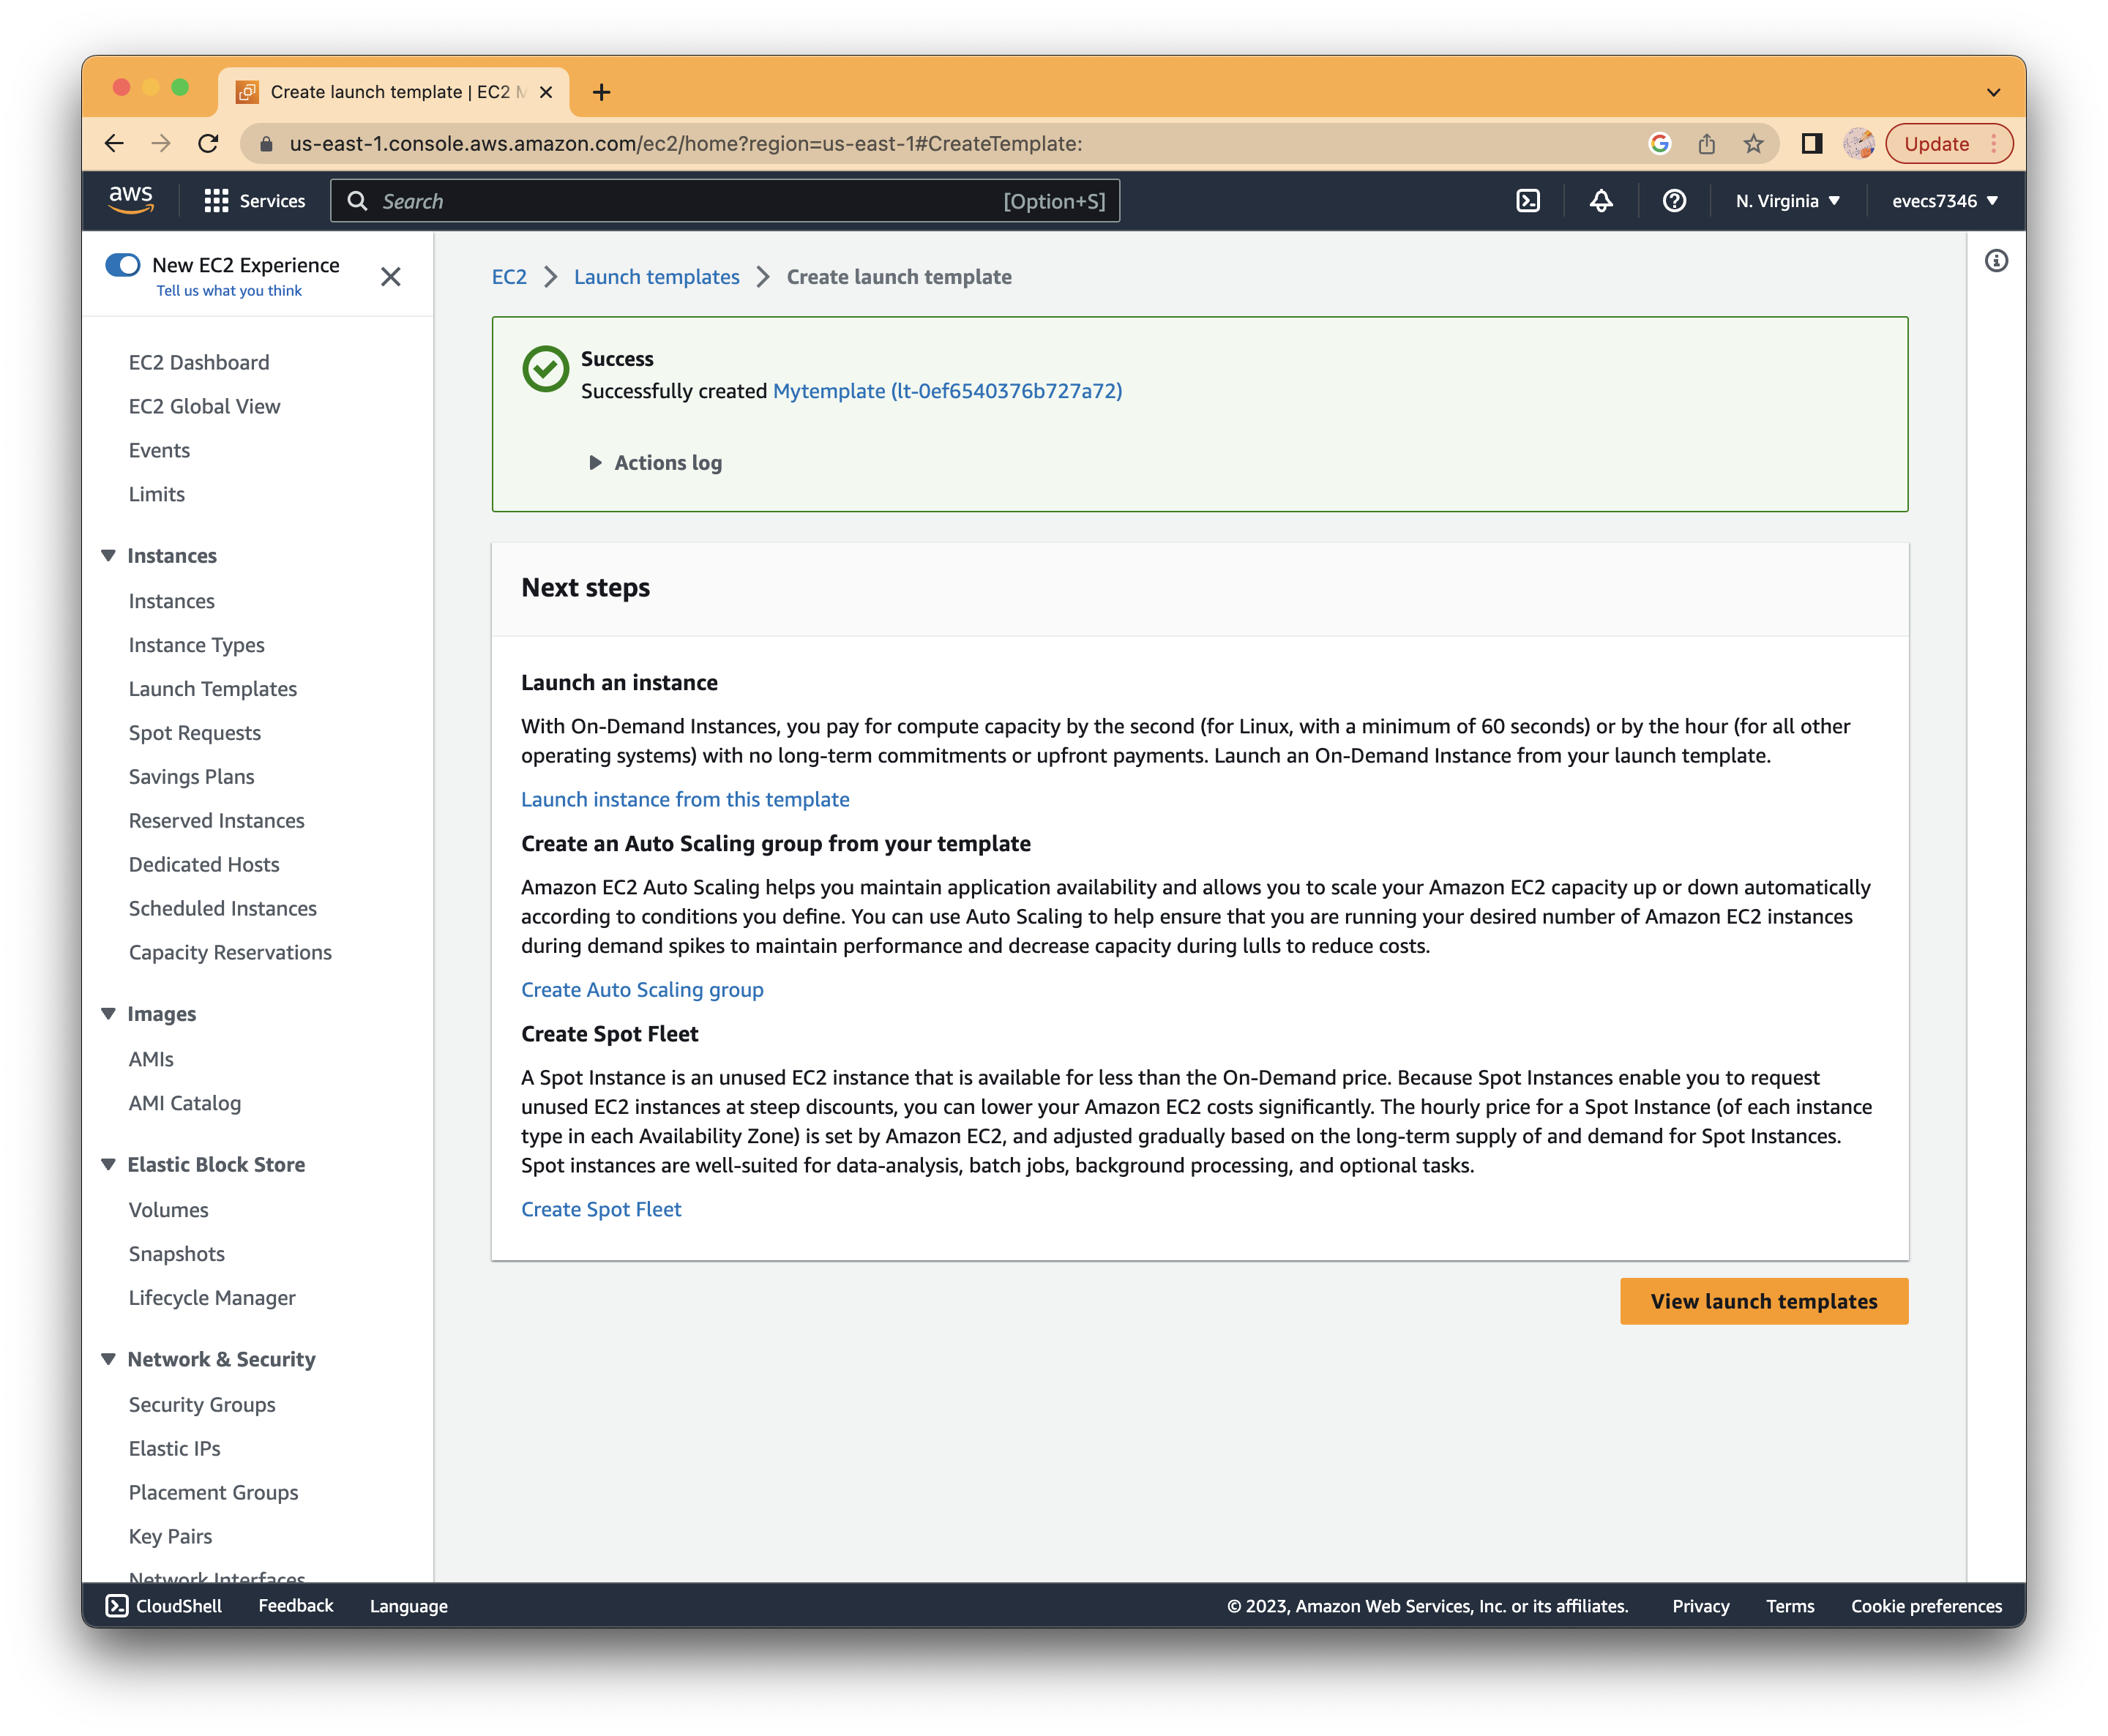 Create launch template | EC2 M
us-east-1.console.aws.amazon.com/ec2/home?region=us-east-1#CreateTemplate:
Update
aws
Services
Search
[Option+S]
N. Virginia
evecs7346
New EC2 Experience
Tell us what you think
EC2 Dashboard
EC2 Global View
Events
Limits
Instances
Instances
Instance Types
Launch Templates
Spot Requests
Savings Plans
Reserved Instances
Dedicated Hosts
Scheduled Instances
Capacity Reservations
Images
AMIs
AMI Catalog
Elastic Block Store
Volumes
Snapshots
Lifecycle Manager
Network & Security
Security Groups
Elastic IPs
Placement Groups
Key Pairs
Network Interfaces
EC2 > Launch templates > Create launch template
Success
Successfully created Mytemplate (lt-0ef6540376b727a72)
Actions log
Next steps
Launch an instance
With On-Demand Instances, you pay for compute capacity by the second (for Linux, with a minimum of 60 seconds) or by the hour (for all other
operating systems) with no long-term commitments or upfront payments. Launch an On-Demand Instance from your launch template.
Launch instance from this template
Create an Auto Scaling group from your template
Amazon EC2 Auto Scaling helps you maintain application availability and allows you to scale your Amazon EC2 capacity up or down automatically
according to conditions you define. You can use Auto Scaling to help ensure that you are running your desired number of Amazon EC2 instances
during demand spikes to maintain performance and decrease capacity during lulls to reduce costs.
Create Auto Scaling group
Create Spot Fleet
A Spot Instance is an unused EC2 instance that is available for less than the On-Demand price. Because Spot Instances enable you to request
unused EC2 instances at steep discounts, you can lower your Amazon EC2 costs significantly. The hourly price for a Spot Instance (of each instance
type in each Availability Zone) is set by Amazon EC2, and adjusted gradually based on the long-term supply of and demand for Spot Instances.
Spot instances are well-suited for data-analysis, batch jobs, background processing, and optional tasks.
Create Spot Fleet
View launch templates
CloudShell
Feedback
Language
© 2023, Amazon Web Services, Inc. or its affiliates.
Privacy
Terms
Cookie preferences